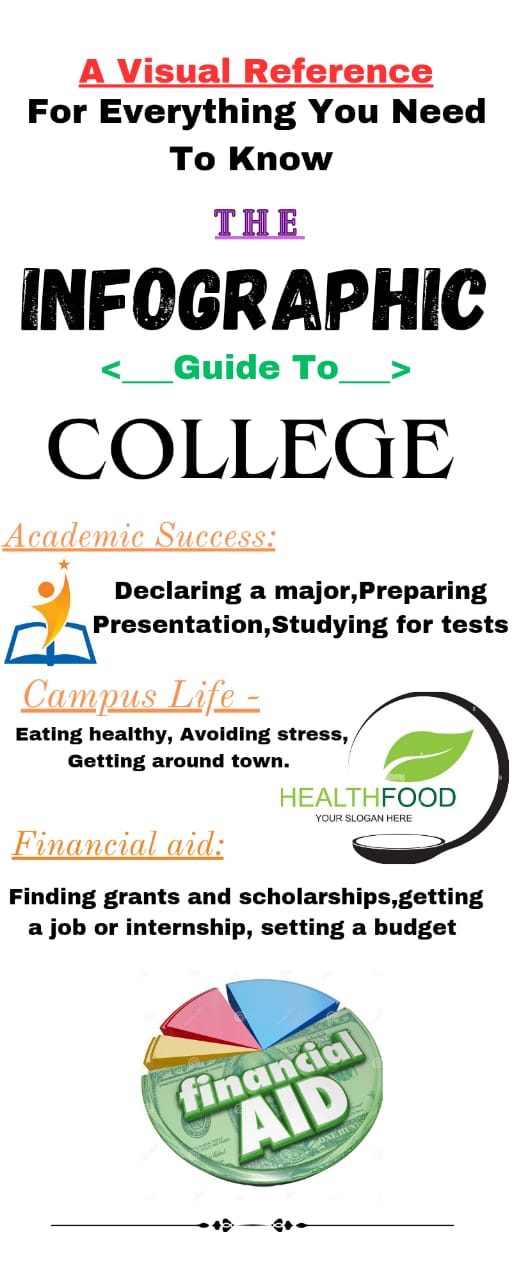 A Visual Reference
For Everything You Need
To Know
THE
INFOGRAPHIC
<___Guide To___>
COLLEGE
Academic Success:
Declaring a major,Preparing
Presentation,Studying for tests
Campus Life -
Eating healthy, Avoiding stress,
Getting around town.
HEALTHFOOD
YOUR SLOGAN HERE
Financial aid:
Finding grants and scholarships,getting
a job or internship, setting a budget
financial
AID